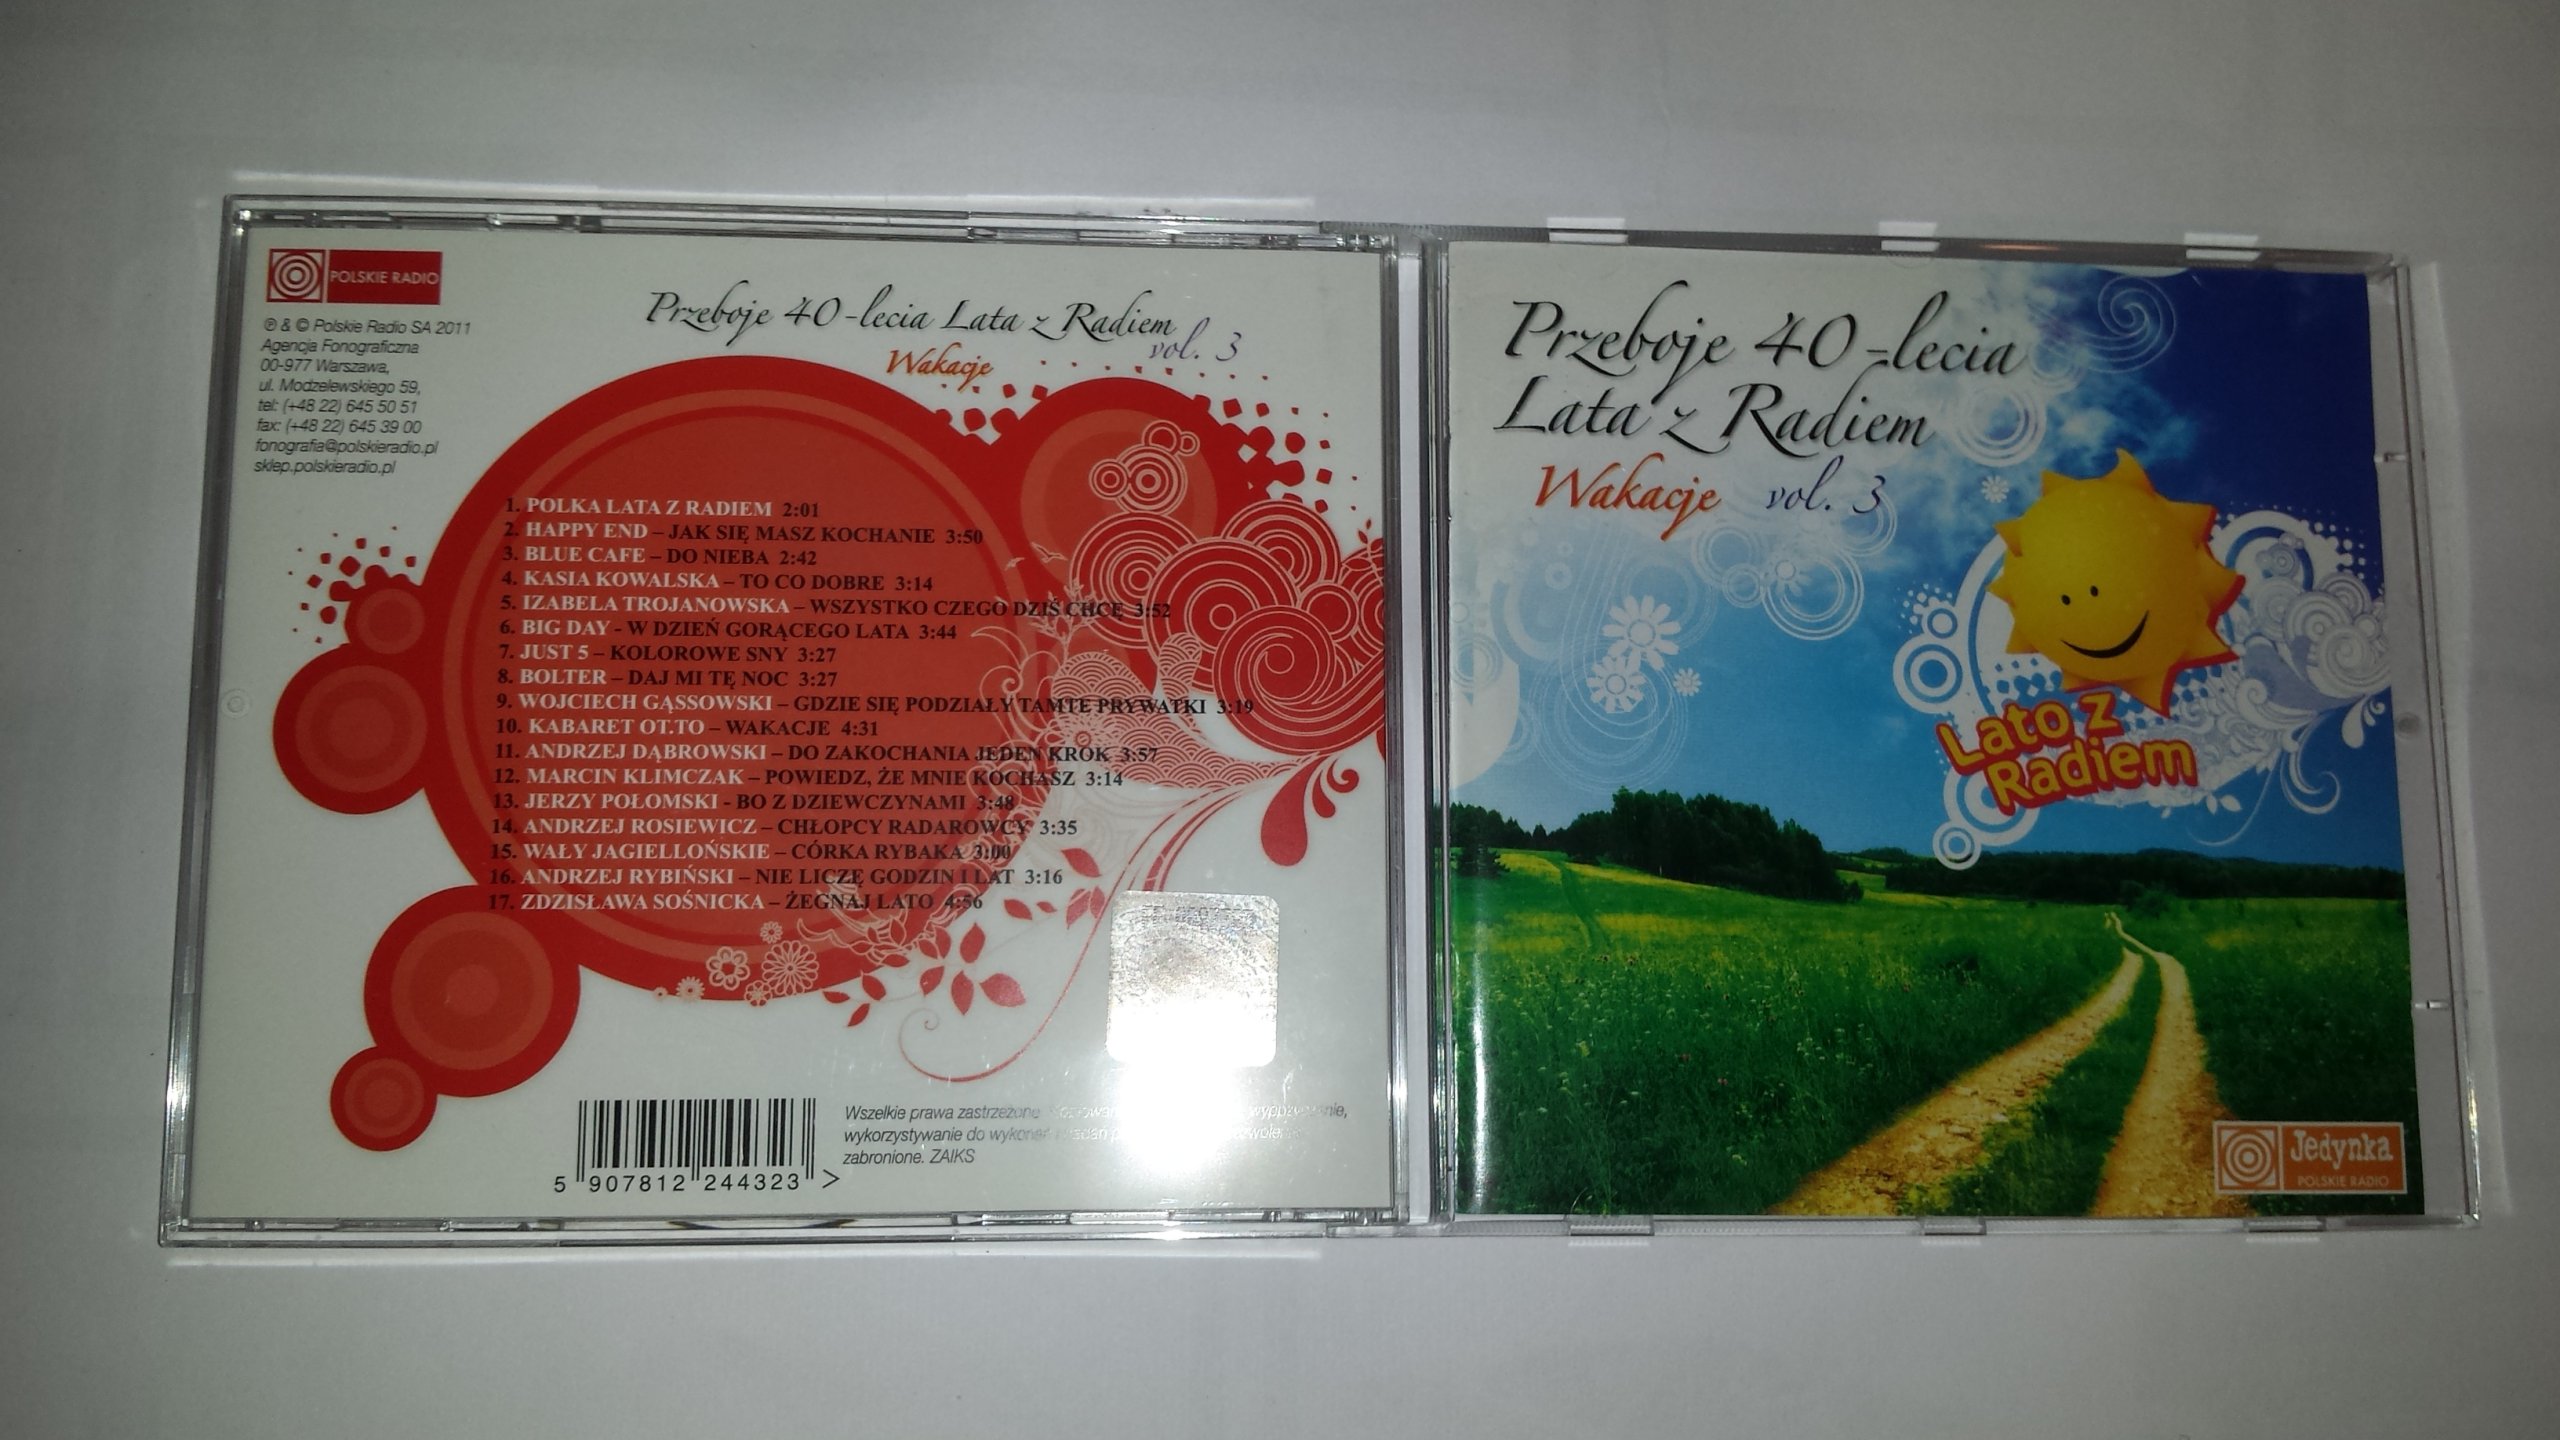 POLSKIE RADIO
℗ & © Polskie Radio SA 2011
Agencja Fonograficzna
00-977 Warszawa,
ul. Modzelewskiego 59,
tel: (+48 22) 645 50 51
fax: (+48 22) 645 39 00
fonografia@polskieradio.pl
sklep.polskieradio.pl
Przeboje 40-lecia Lata z Radiem
Wakacje vol. 3
1. POLKA LATA Z RADIEM 2:01
2. HAPPY END – JAK SIĘ MASZ KOCHANIE 3:50
3. BLUE CAFE – DO NIEBA 2:42
4. KASIA KOWALSKA – TO CO DOBRE 3:14
5. IZABELA TROJANOWSKA – WSZYSTKO CZEGO DZIŚ CHCĘ 3:52
6. BIG DAY - W DZIEŃ GORĄCEGO LATA 3:44
7. JUST 5 – KOLOROWE SNY 3:27
8. BOLTER – DAJ MI TĘ NOC 3:27
9. WOJCIECH GĄSSOWSKI – GDZIE SIĘ PODZIAŁY TAMTE PRYWATKI 3:19
10. KABARET OT.TO – WAKACJE 4:31
11. ANDRZEJ DĄBROWSKI – DO ZAKOCHANIA JEDEN KROK 3:57
12. MARCIN KLIMCZAK – POWIEDZ, ŻE MNIE KOCHASZ 3:14
13. JERZY POŁOMSKI - BO Z DZIEWCZYNAMI 3:48
14. ANDRZEJ ROSIEWICZ – CHŁOPCY RADAROWCY 3:35
15. WAŁY JAGIELLOŃSKIE – CÓRKA RYBAKA 3:00
16. ANDRZEJ RYBIŃSKI – NIE LICZĘ GODZIN I LAT 3:16
17. ZDZISŁAWA SOŚNICKA – ŻEGNAJ LATO 4:56
5 907812 244323 >
Wszelkie prawa zastrzeżone.
wykorzystywanie do
zabronione. ZAIKS
Przeboje 40-lecia
Lata z Radiem
Wakacje vol. 3
Lato z
Radiem
Jedynka
POLSKIE RADIO